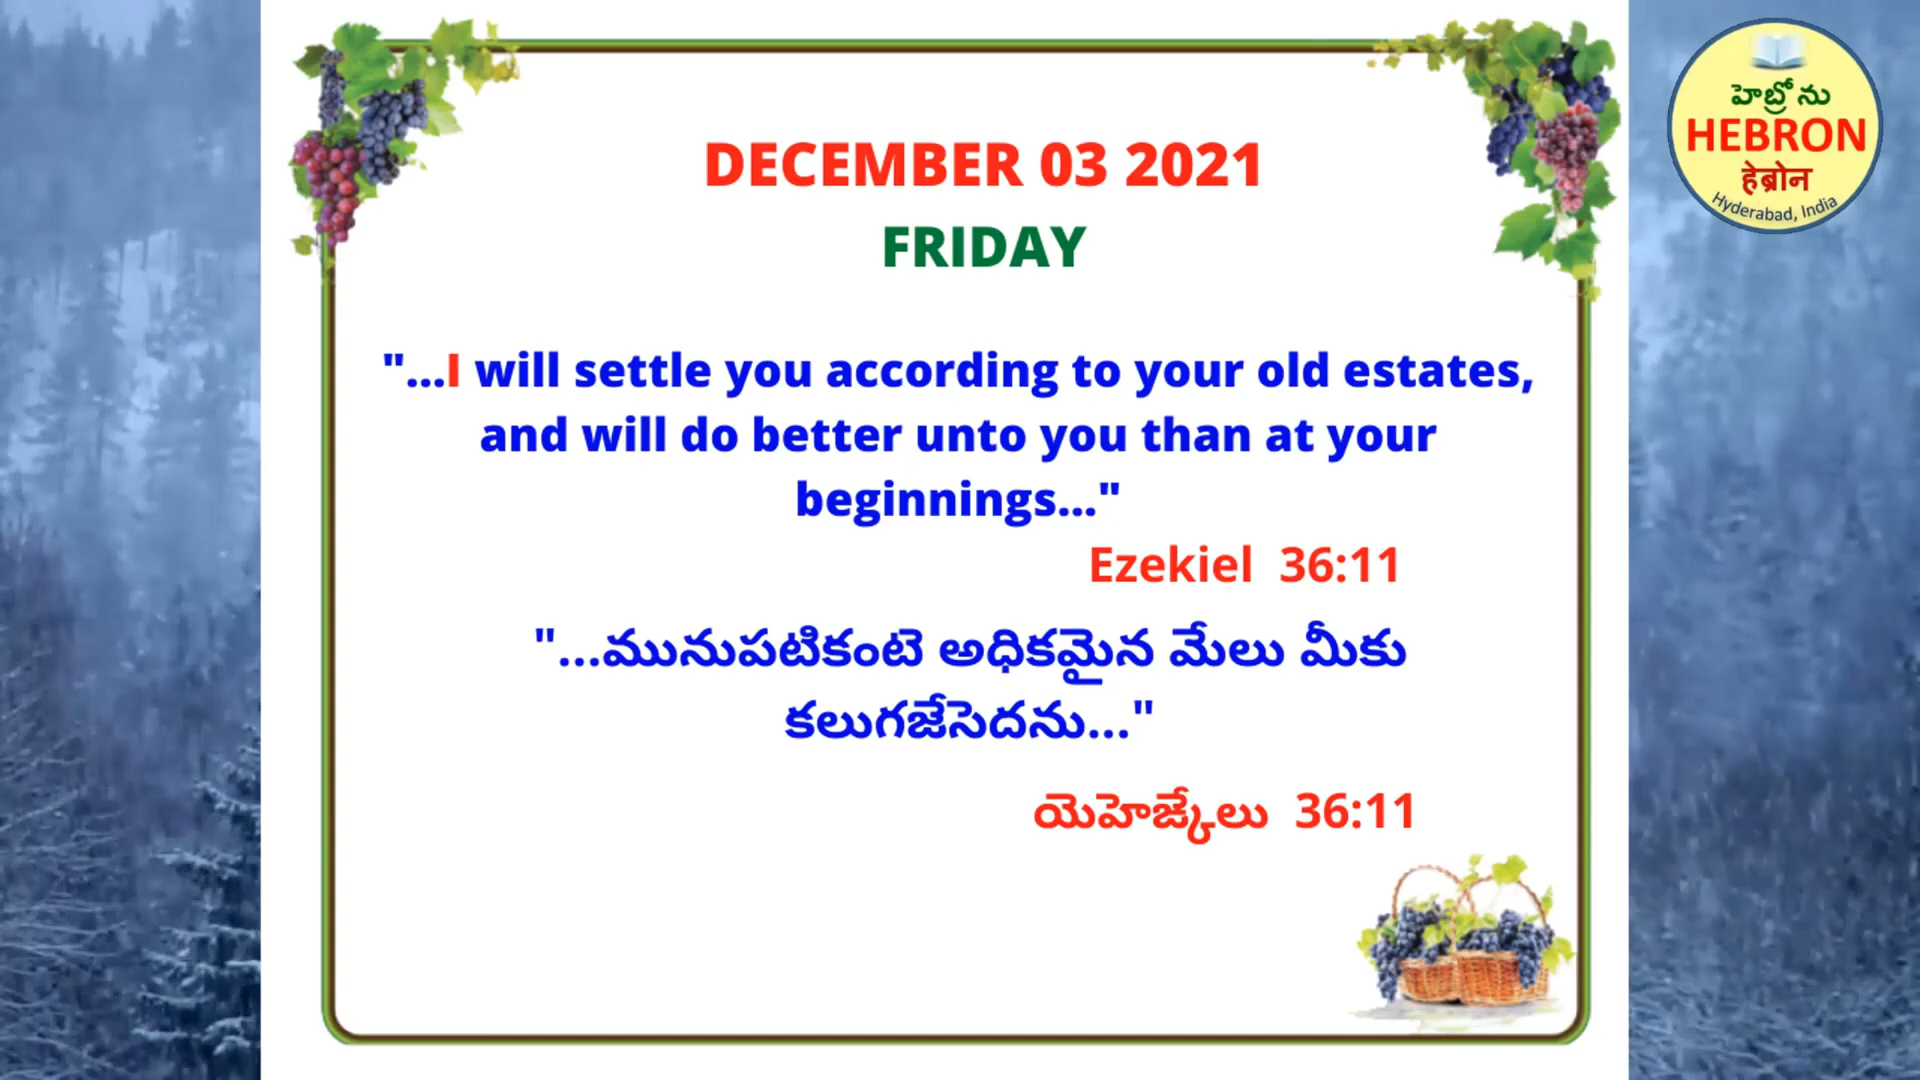 DECEMBER 03 2021
FRIDAY
"...I will settle you according to your old estates,
and will do better unto you than at your
beginnings..."
Ezekiel 36:11
"...మునుపటికంటె అధికమైన మేలు మీకు
కలుగజేసెదను..."
యెహెజ్కేలు 36:11
హెబ్రోను
HEBRON
हेब्रोन
Hyderabad, India